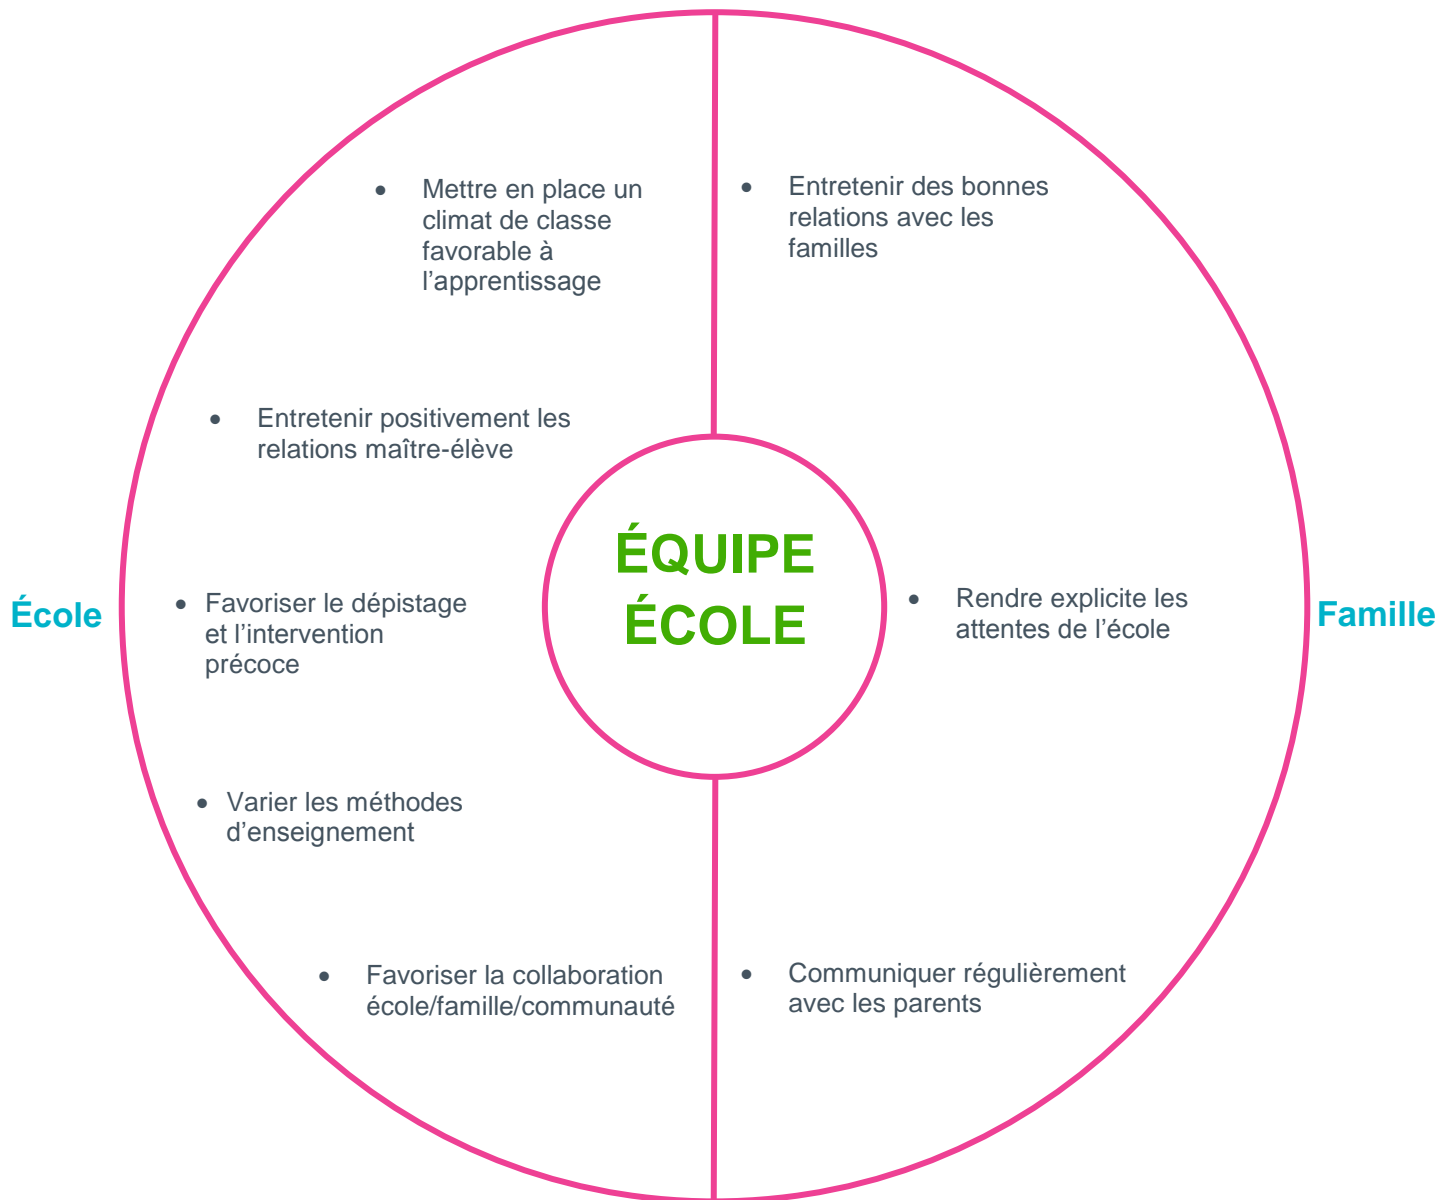 Mettre en place un
climat de classe
favorable à
l’apprentissage
Entretenir positivement les
relations maître-élève
Favoriser le dépistage
et l’intervention
précoce
Varier les méthodes
d’enseignement
Favoriser la collaboration
école/famille/communauté
École
ÉQUIPE
ÉCOLE
Entretenir des bonnes
relations avec les
familles
Rendre explicite les
attentes de l’école
Communiquer régulièrement
avec les parents
Famille